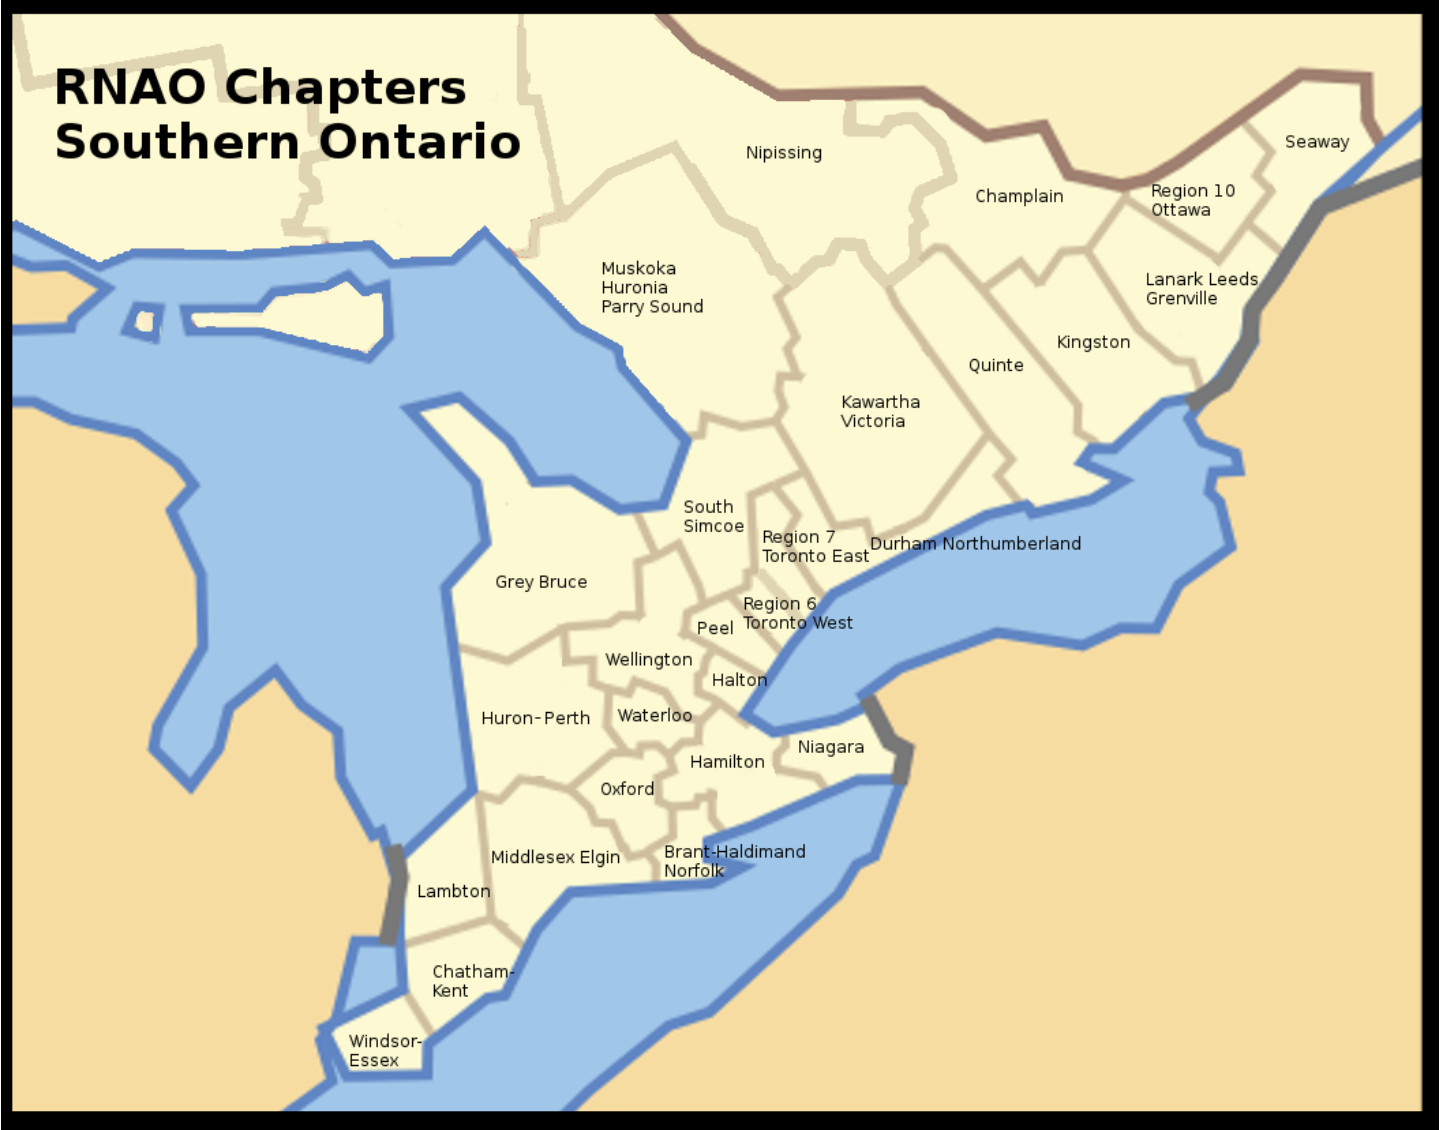 RNAO Chapters
Southern Ontario
Seaway
Nipissing
Region 10
Ottawa
Champlain
Muskoka
Huronia
Parry Sound
Lanark Leeds
Grenville
Kingston
Quinte
Kawartha
Victoria
South
Simcoe
Region 7
Toronto East
Durham Northumberland
Grey Bruce
Region 6
Toronto West
Peel
Wellington
Halton
Huron-Perth
Waterloo
Niagara
Hamilton
Oxford
Brant-Haldimand
Norfolk
Middlesex Elgin
Lambton
Chatham-
Kent
Windsor-
Essex